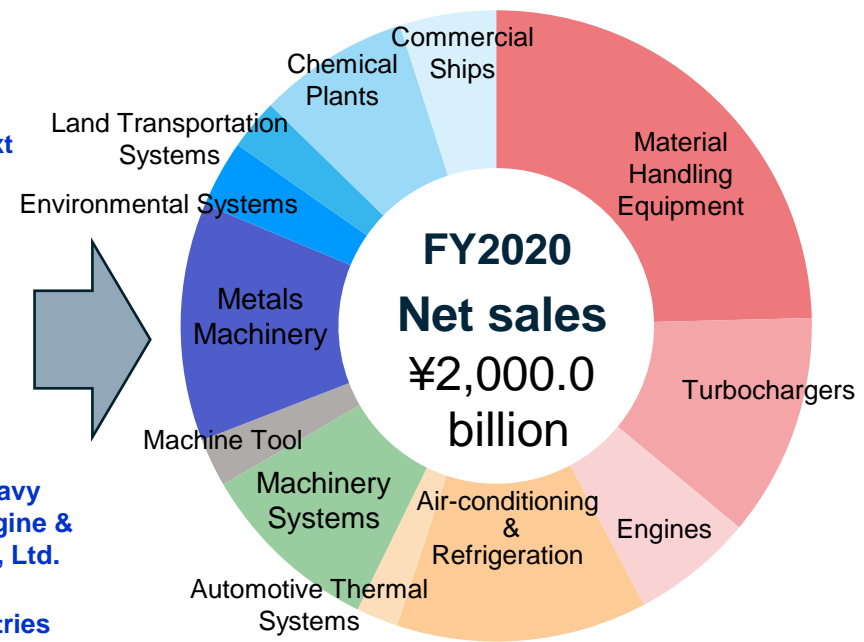 Commercial
Ships
Chemical
Plants
Land Transportation
Systems
Environmental Systems
Metals
Machinery
Machine Tool
Machinery
Systems
Automotive Thermal
Systems
Air-conditioning
&
Refrigeration
Engines
Turbochargers
Material
Handling
Equipment
FY2020
Net sales
¥2,000.0
billion
&
, Ltd.